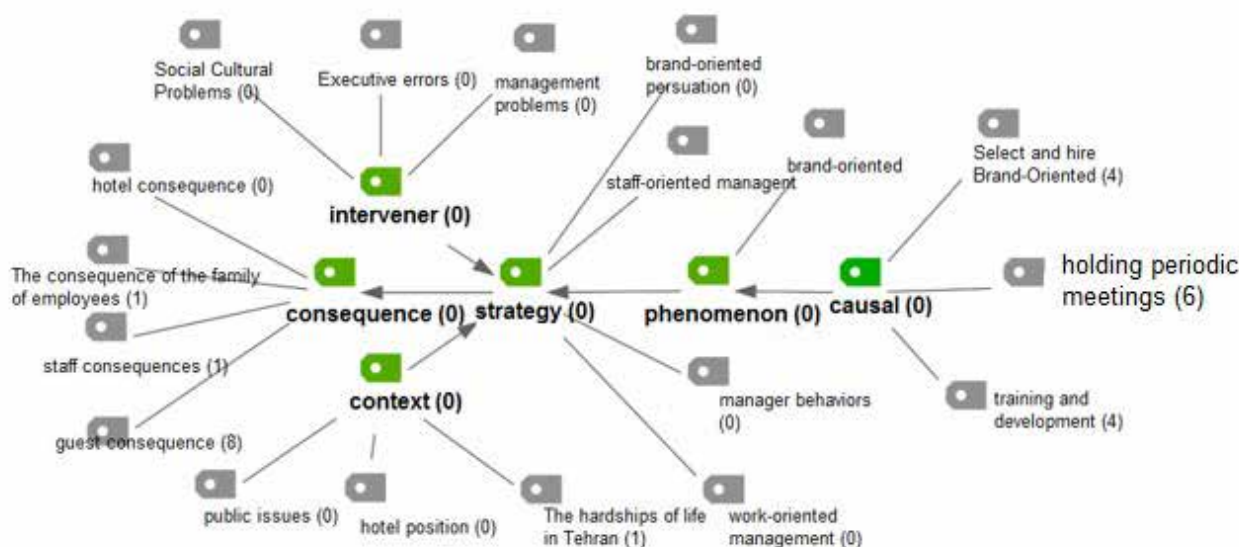 Social Cultural
Problems (0)
Executive errors (0)
management
problems (0)
brand-oriented
persuation (0)
staff-oriented managent
brand-oriented
Select and hire
Brand-Oriented (4)
hotel consequence (0)
intervener (0)
The consequence of the family
of employees (1)
consequence (0)
strategy (0)
phenomenon (0)
causal (0)
holding periodic
meetings (6)
staff consequences (1)
context (0)
manager behaviors
(0)
training and
development (4)
guest consequence (8)
public issues (0)
hotel position (0)
The hardships of life
in Tehran (1)
work-oriented
management (0)